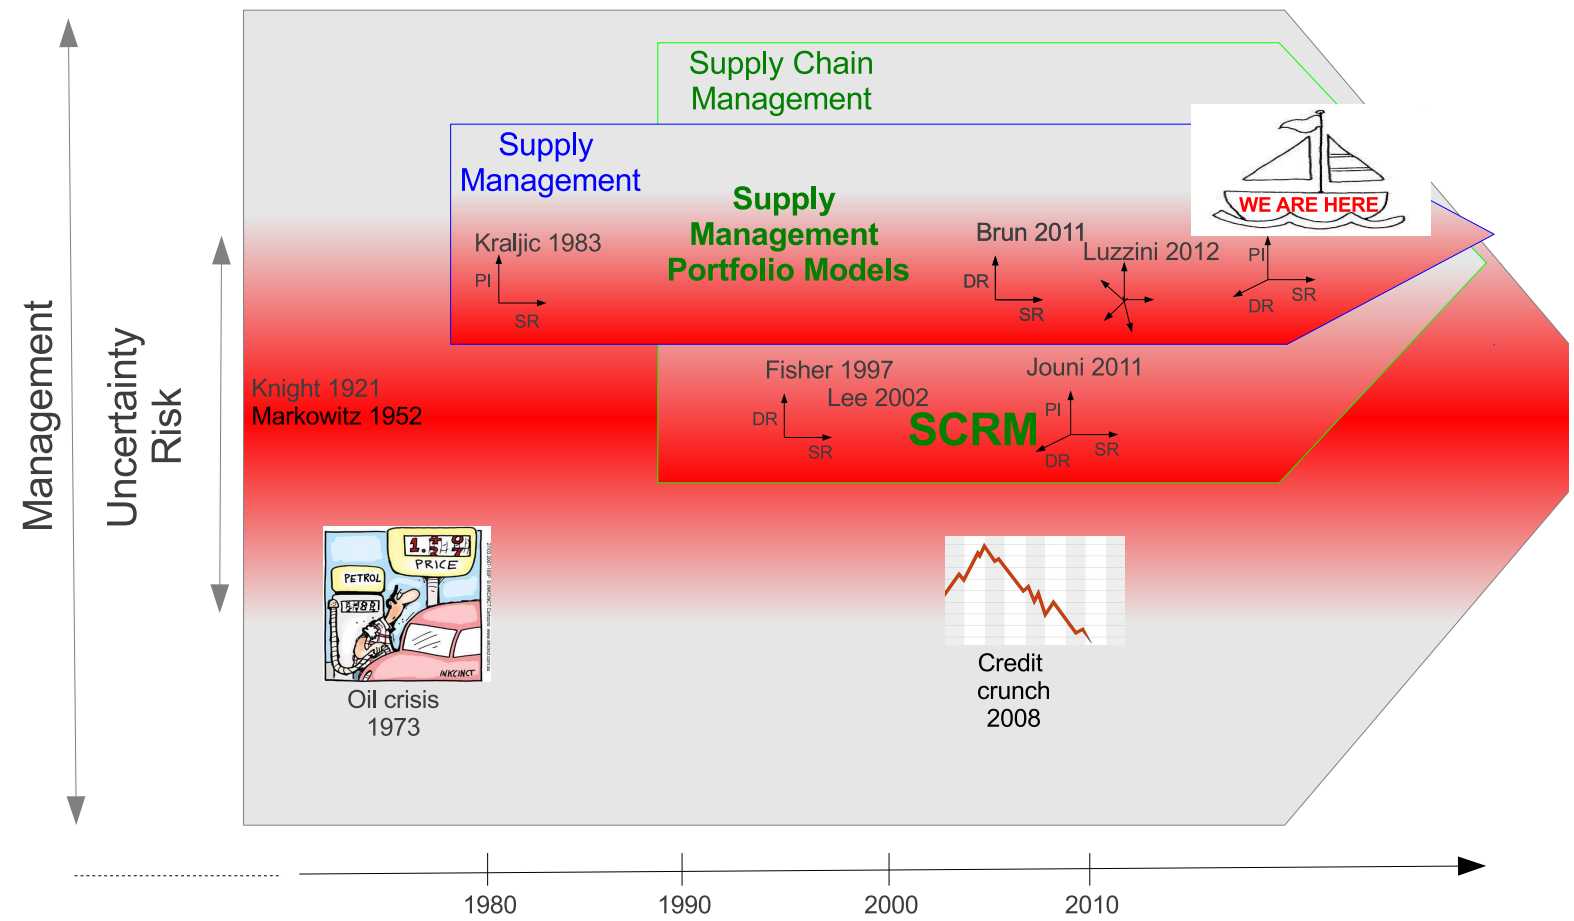 Supply Chain
Management
Supply
Management
Supply
Management
Portfolio Models
WE ARE HERE
Kraljic 1983
PI
SR
Brun 2011
DR
SR
Luzzini 2012
PI
SR
DR
Management
Uncertainty
Risk
Knight 1921
Markowitz 1952
Fisher 1997
Lee 2002
DR
SR
SCRM
Jouni 2011
PI
SR
DR
PRICE
PETROL
INKCINCT
Oil crisis
1973
Credit
crunch
2008
1980
1990
2000
2010